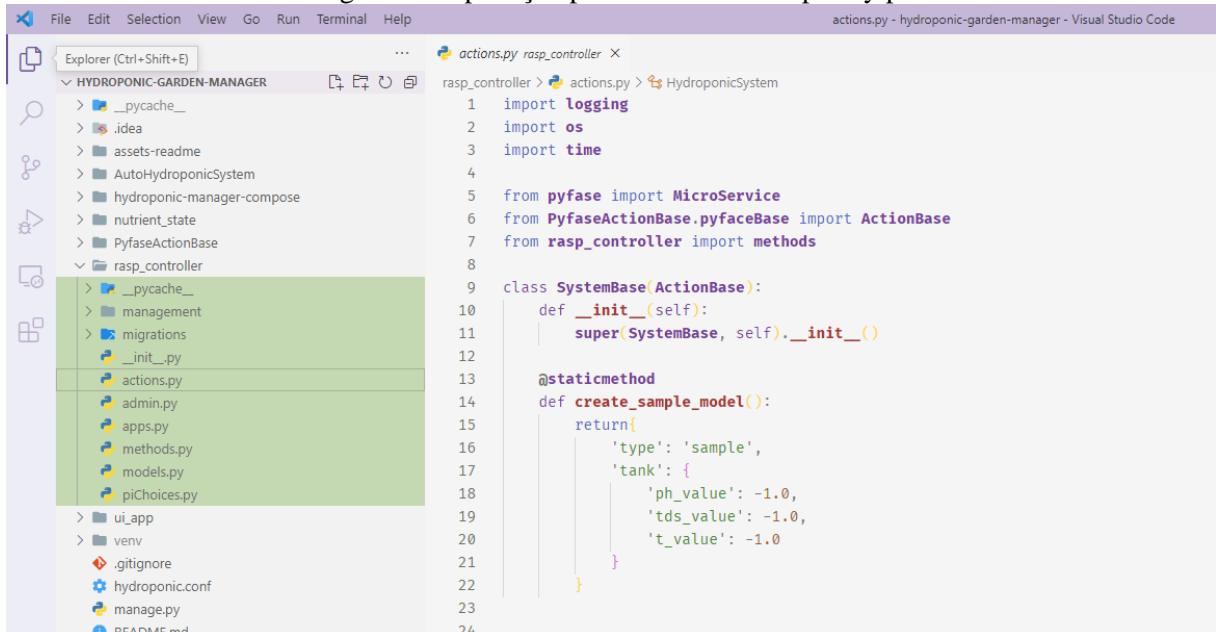 File Edit Selection View Go Run Terminal Help
actions.py - hydroponic-garden-manager - Visual Studio Code
Explorer (Ctrl+Shift+E)
...
HYDROPONIC-GARDEN-MANAGER
__pycache__
.idea
assets-readme
AutoHydroponicSystem
hydroponic-manager-compose
nutrient_state
PyfaseActionBase
rasp_controller
__pycache__
management
migrations
__init__.py
actions.py
admin.py
apps.py
methods.py
models.py
piChoices.py
ui_app
venv
.gitignore
hydroponic.conf
manage.py
README.md
actions.py rasp_controller ×
rasp_controller > actions.py > HydroponicSystem
1 import logging
2 import os
3 import time
4
5 from pyfase import MicroService
6 from PyfaseActionBase.pyfaceBase import ActionBase
7 from rasp_controller import methods
8
9 class SystemBase(ActionBase):
10 def __init__(self):
11 super(SystemBase, self).__init__()
12
13 @staticmethod
14 def create_sample_model():
15 return{
16 'type': 'sample',
17 'tank': {
18 'ph_value': -1.0,
19 'tds_value': -1.0,
20 't_value': -1.0
21 }
22 }
23
24